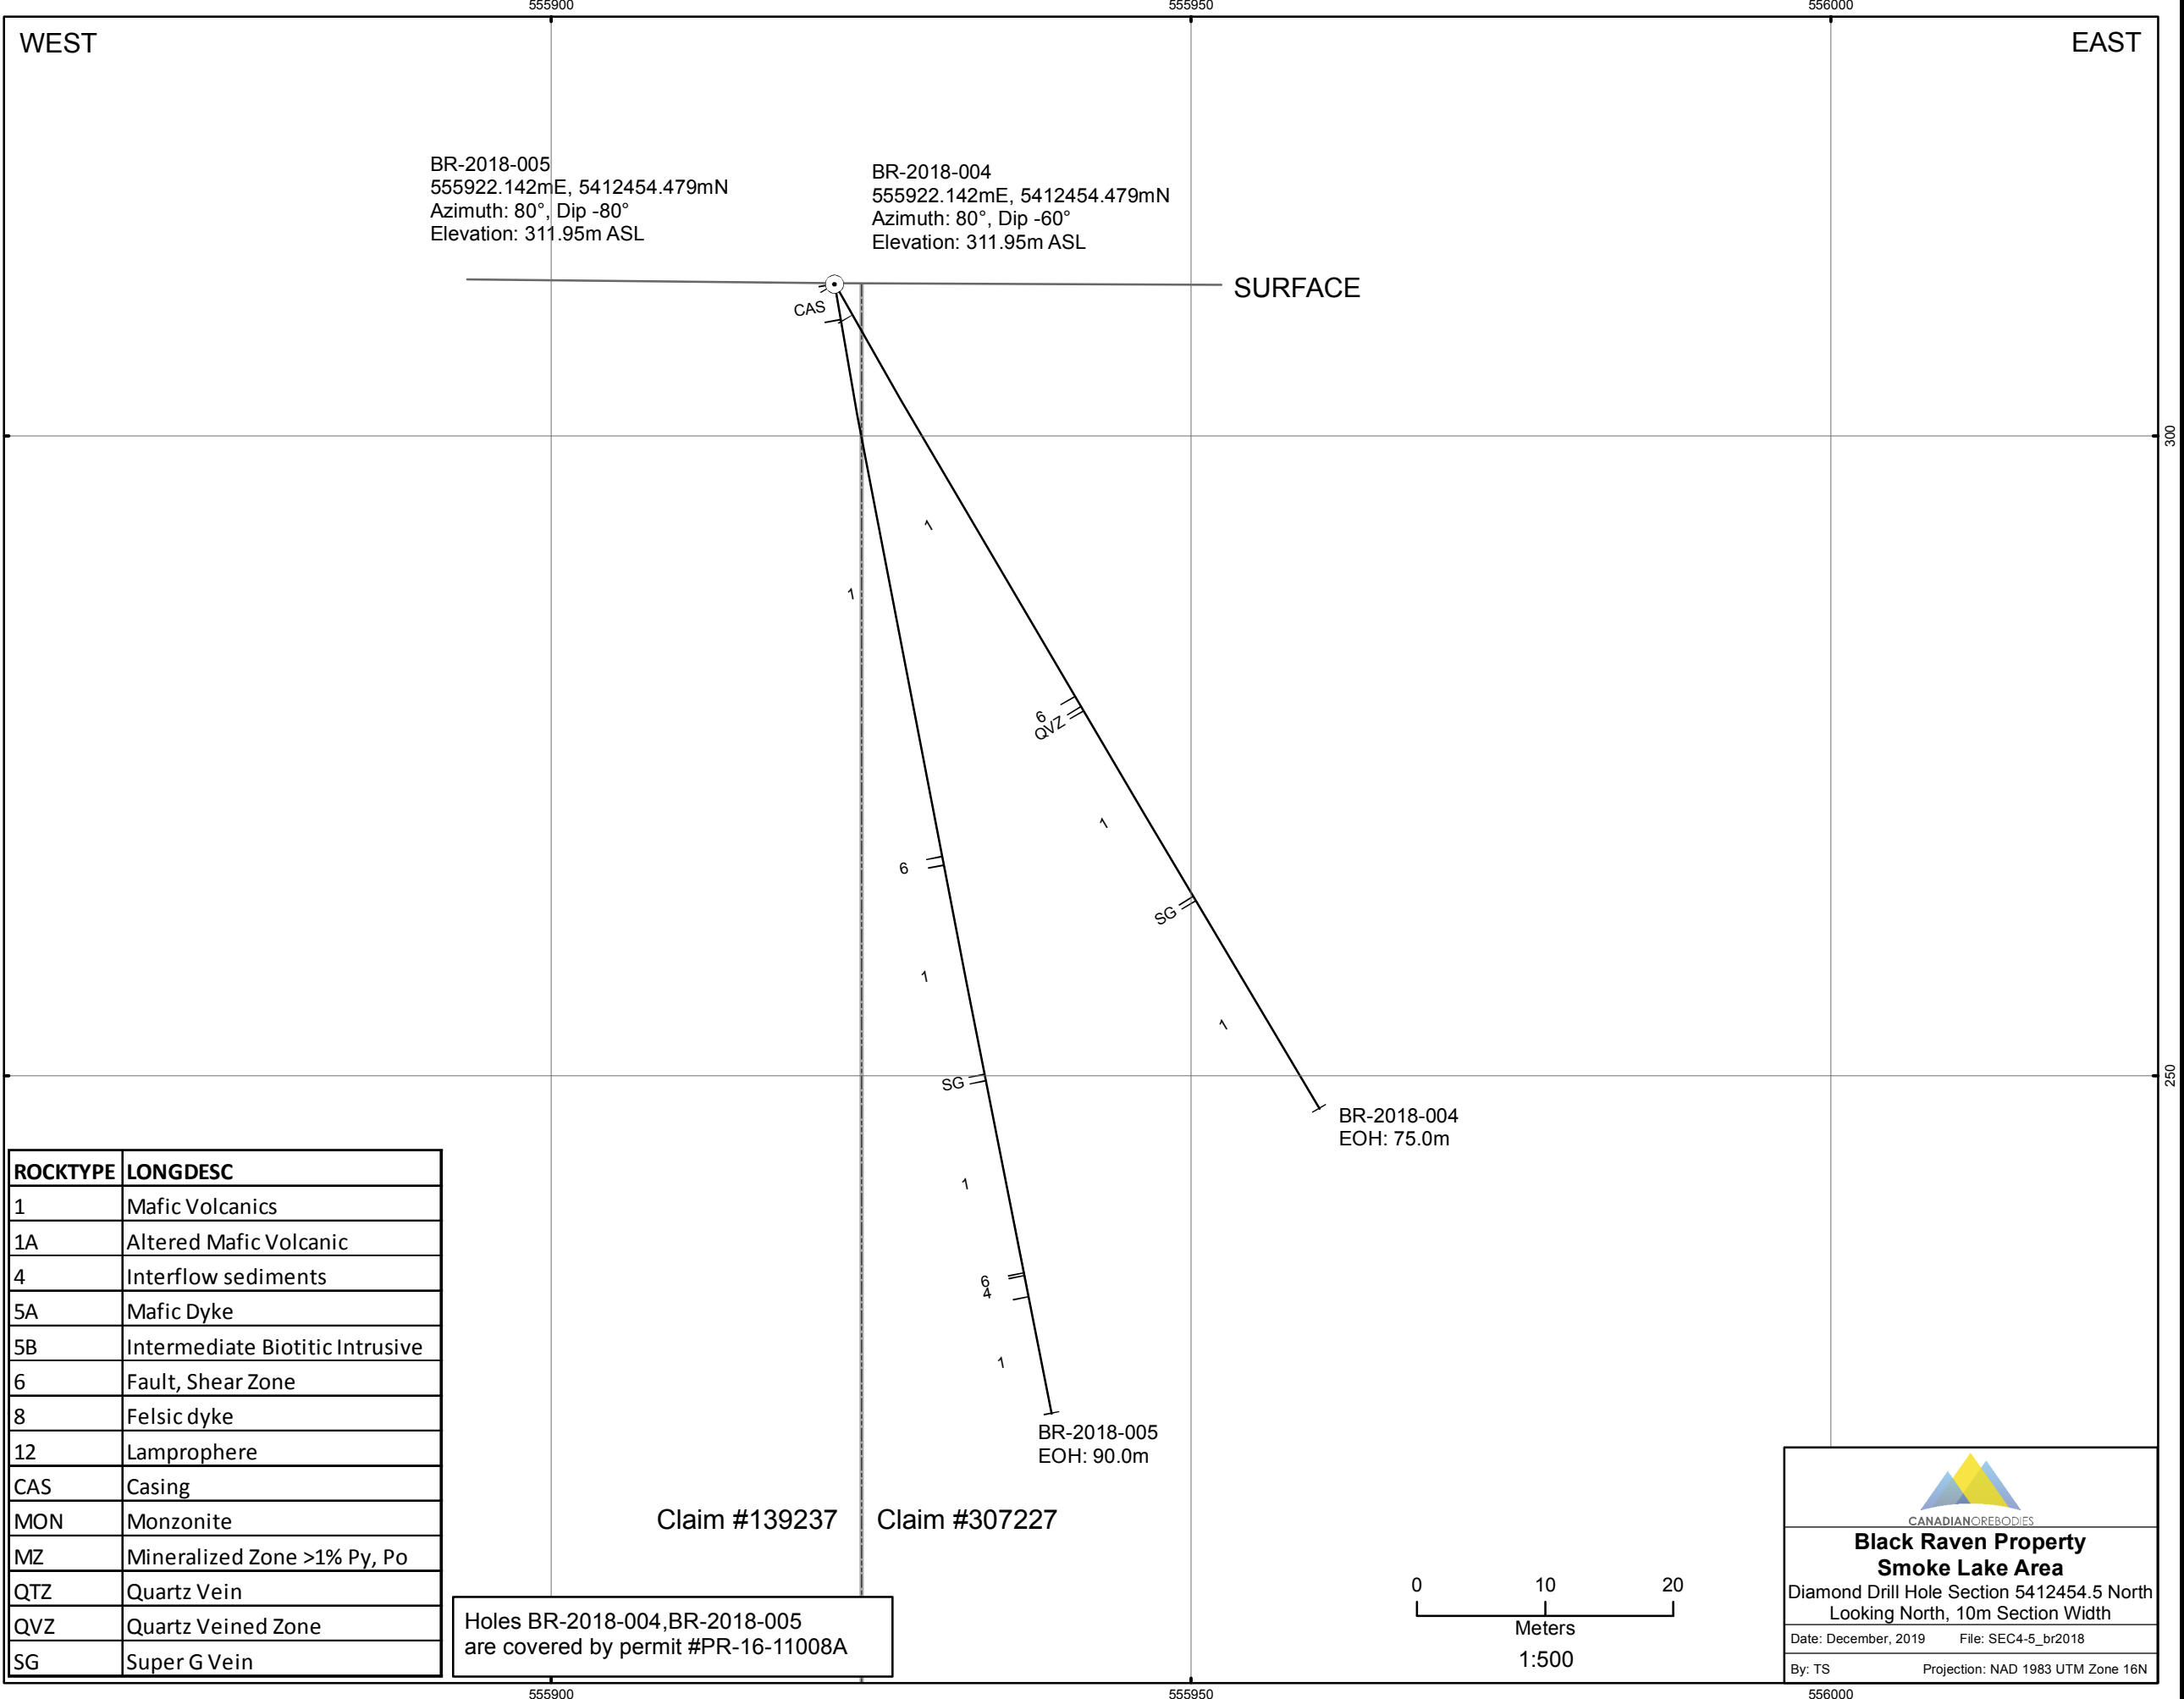 555900
555950
556000
WEST
EAST
BR-2018-005
555922.142mE, 5412454.479mN
Azimuth: 80°, Dip -80°
Elevation: 311.95m ASL
BR-2018-004
555922.142mE, 5412454.479mN
Azimuth: 80°, Dip -60°
Elevation: 311.95m ASL
SURFACE
CAS
300
1
1
6
QVZ
1
6
SG
1
1
250
SG
BR-2018-004
EOH: 75.0m
1
6
4
1
BR-2018-005
EOH: 90.0m
ROCKTYPE LONGDESC
1 Mafic Volcanics
1A Altered Mafic Volcanic
4 Interflow sediments
5A Mafic Dyke
5B Intermediate Biotitic Intrusive
6 Fault, Shear Zone
8 Felsic dyke
12 Lamprophere
CAS Casing
MON Monzonite
MZ Mineralized Zone >1% Py, Po
QTZ Quartz Vein
QVZ Quartz Veined Zone
SG Super G Vein
Claim #139237
Claim #307227
Holes BR-2018-004,BR-2018-005
are covered by permit #PR-16-11008A
0 10 20
Meters
1:500
CANADIANOREBODIES
Black Raven Property
Smoke Lake Area
Diamond Drill Hole Section 5412454.5 North
Looking North, 10m Section Width
Date: December, 2019 File: SEC4-5_br2018
By: TS Projection: NAD 1983 UTM Zone 16N
555900
555950
556000